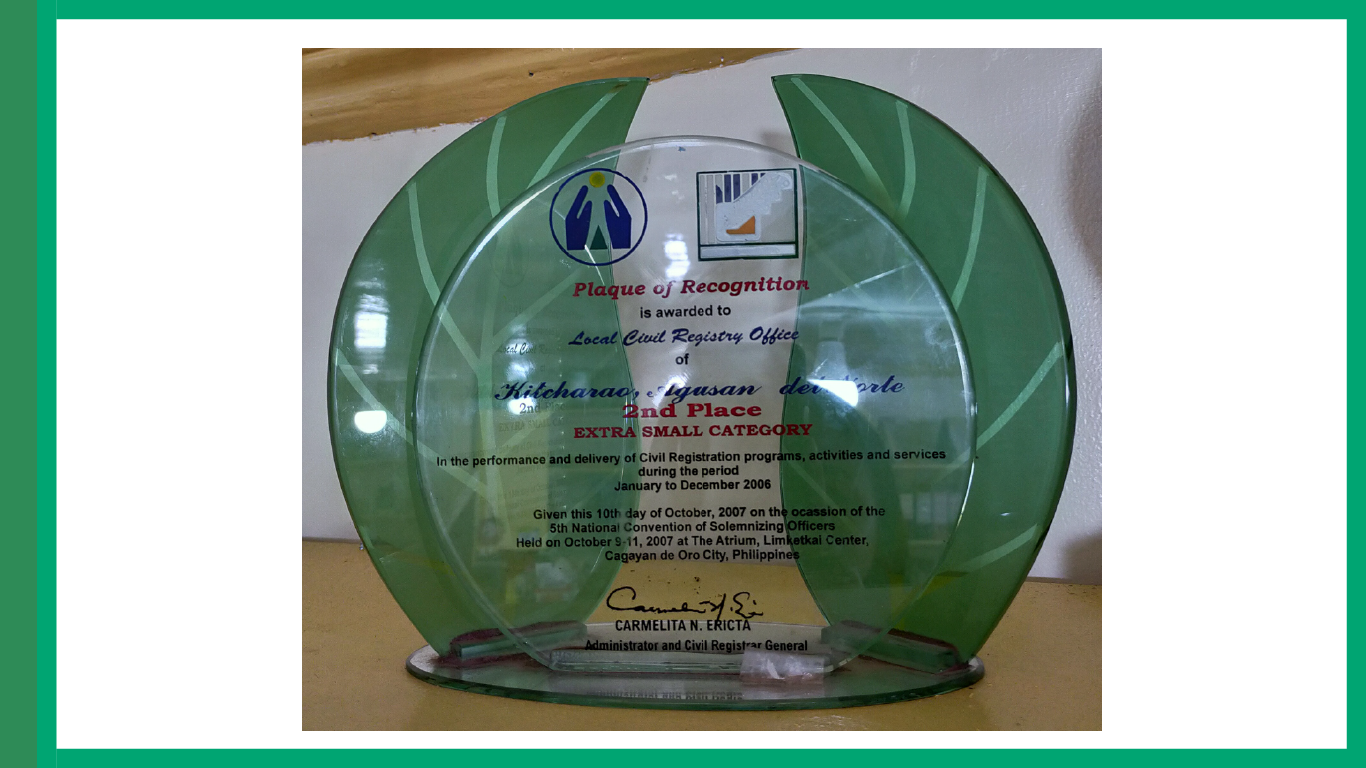 Plaque of Recognition
is awarded to
Local Civil Registry Office
of
Kitcharao, Agusan del Norte
2nd Place
EXTRA SMALL CATEGORY
In the performance and delivery of Civil Registration programs, activities and services
during the period
January to December 2006
Given this 10th day of October, 2007 on the ocassion of the
5th National Convention of Solemnizing Officers
Held on October 9-11, 2007 at The Atrium, Limketkai Center,
Cagayan de Oro City, Philippines
CARMELITA N. ERICTA
Administrator and Civil Registrar General